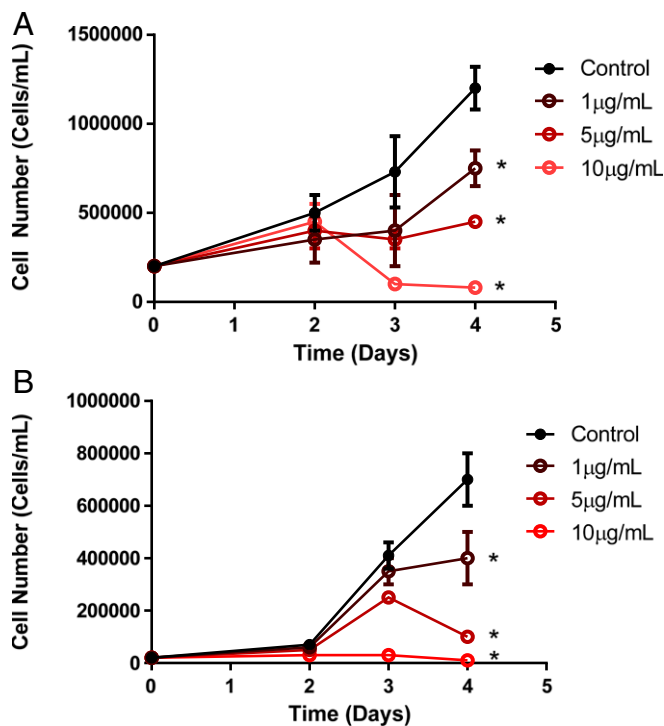 A
Cell Number (Cells/mL)
1500000
1000000
500000
0
0 1 2 3 4 5
Time (Days)
Control
1μg/mL
5μg/mL
10μg/mL
*
*
*
B
Cell Number (Cells/mL)
1000000
800000
600000
400000
200000
0
0 1 2 3 4 5
Time (Days)
Control
1μg/mL
5μg/mL
10μg/mL
*
*
*